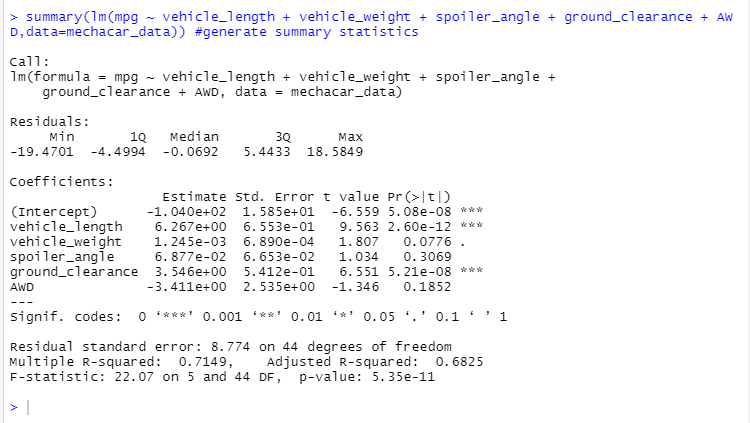 > summary(lm(mpg ~ vehicle_length + vehicle_weight + spoiler_angle + ground_clearance + AW
D,data=mechacar_data)) #generate summary statistics

Call:
lm(formula = mpg ~ vehicle_length + vehicle_weight + spoiler_angle + 
    ground_clearance + AWD, data = mechacar_data)

Residuals:
     Min       1Q   Median       3Q      Max 
-19.4701  -4.4994  -0.0692   5.4433  18.5849 

Coefficients:
                   Estimate Std. Error t value Pr(>|t|)    
(Intercept)      -1.040e+02  1.585e+01  -6.559 5.08e-08 ***
vehicle_length    6.267e+00  6.553e-01   9.563 2.60e-12 ***
vehicle_weight    1.245e-03  6.890e-04   1.807   0.0776 .  
spoiler_angle     6.877e-02  6.653e-02   1.034   0.3069    
ground_clearance  3.546e+00  5.412e-01   6.551 5.21e-08 ***
AWD              -3.411e+00  2.535e+00  -1.346   0.1852    
---
Signif. codes:  0 ‘***’ 0.001 ‘**’ 0.01 ‘*’ 0.05 ‘.’ 0.1 ‘ ’ 1

Residual standard error: 8.774 on 44 degrees of freedom
Multiple R-squared:  0.7149,	Adjusted R-squared:  0.6825 
F-statistic: 22.07 on 5 and 44 DF,  p-value: 5.35e-11

>